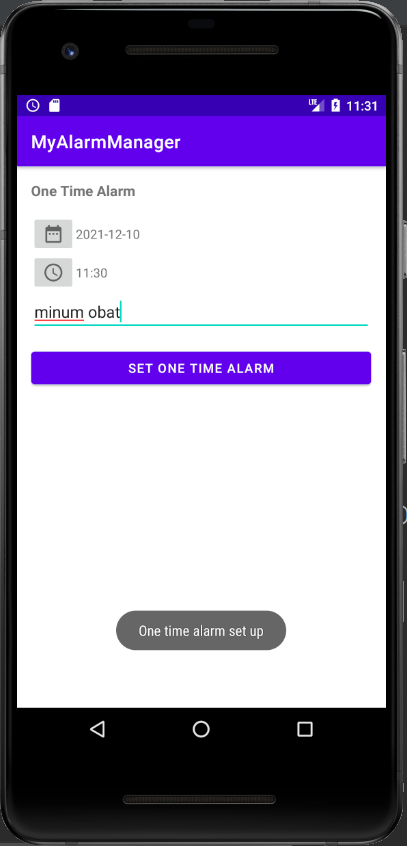 LTE 11:31
MyAlarmManager
One Time Alarm
2021-12-10
11:30
minum obat
SET ONE TIME ALARM
One time alarm set up